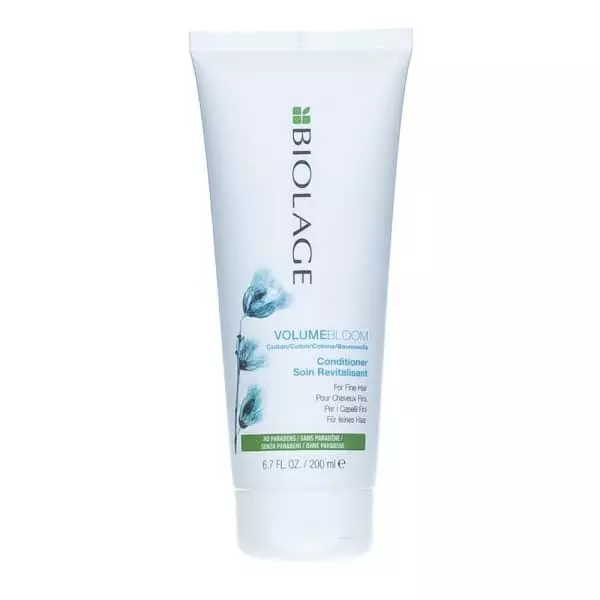 BIOLAGE
VOLUMEBLOOM
Cotton/Coton/Cotone/Baumwolle
Conditioner
Soin Revitalisant
For Fine Hair
Pour Cheveux Fins
Per i Capelli Fini
Für feines Haar
NO PARABENS / SANS PARABÈNE /
SENZA PARABENI / OHNE PARABENE
6.7 FL. OZ. / 200 ml ℮